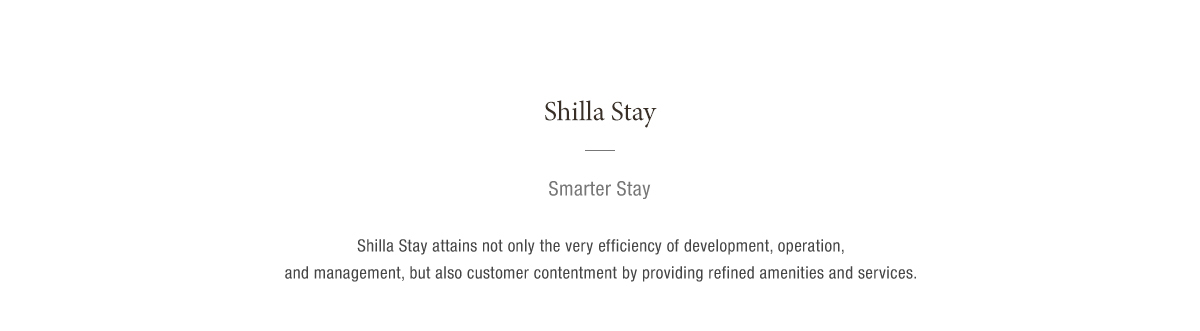 Shilla Stay
Smarter Stay
Shilla Stay attains not only the very efficiency of development, operation,
and management, but also customer contentment by providing refined amenities and services.